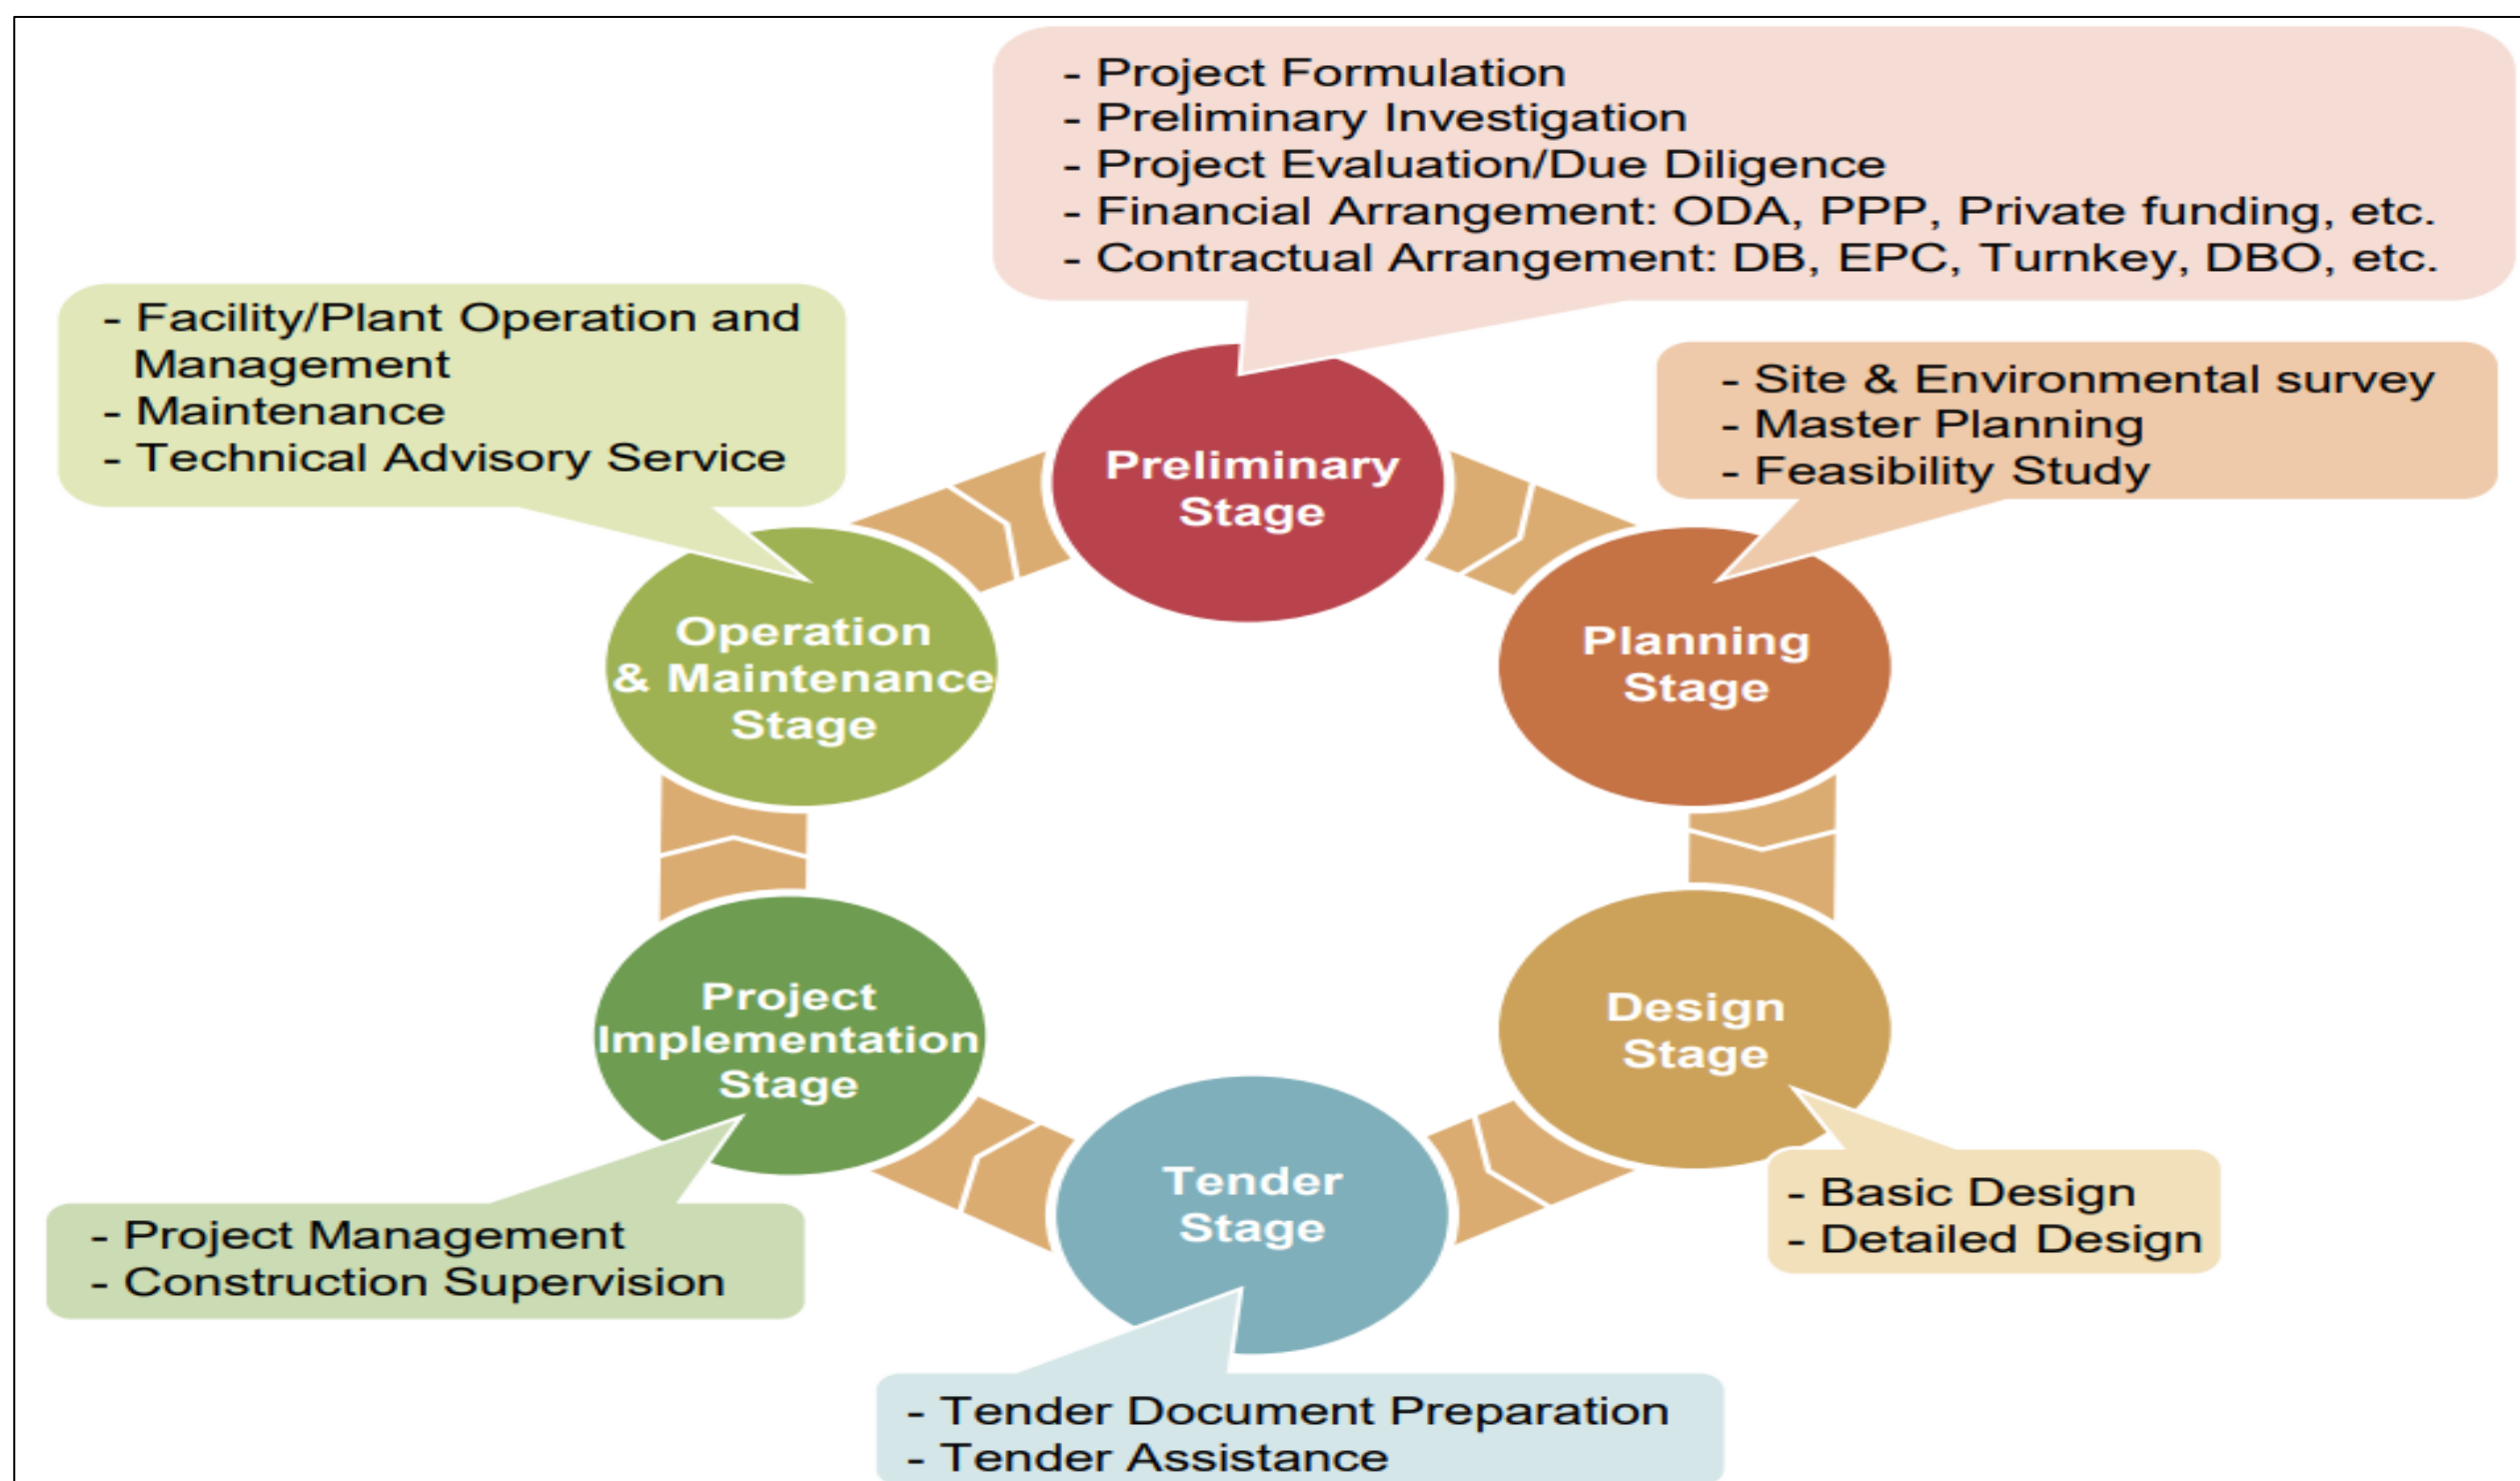 - Project Formulation
- Preliminary Investigation
- Project Evaluation/Due Diligence
- Financial Arrangement: ODA, PPP, Private funding, etc.
- Contractual Arrangement: DB, EPC, Turnkey, DBO, etc.
- Facility/Plant Operation and
Management
- Maintenance
- Technical Advisory Service
- Site & Environmental survey
- Master Planning
- Feasibility Study
Preliminary
Stage
Operation
& Maintenance
Stage
Planning
Stage
Project
Implementation
Stage
Design
Stage
Tender
Stage
- Basic Design
- Detailed Design
- Project Management
- Construction Supervision
- Tender Document Preparation
- Tender Assistance